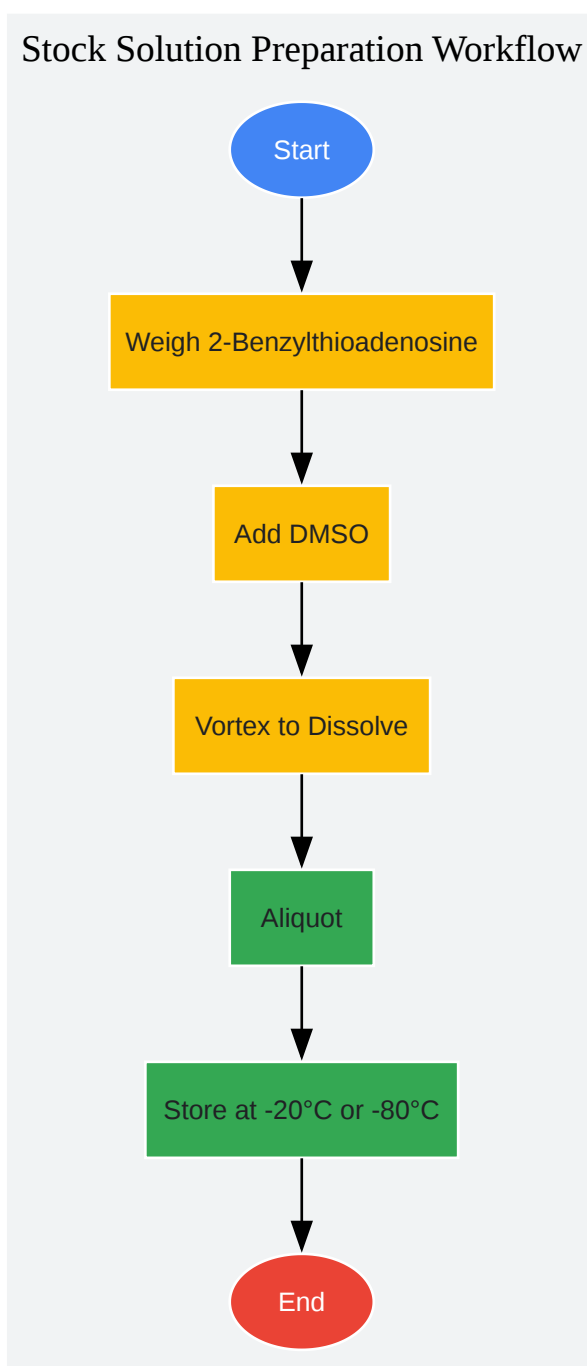 Stock Solution Preparation Workflow
Start
Weigh 2-Benzylthioadenosine
Add DMSO
Vortex to Dissolve
Aliquot
Store at -20°C or -80°C
End